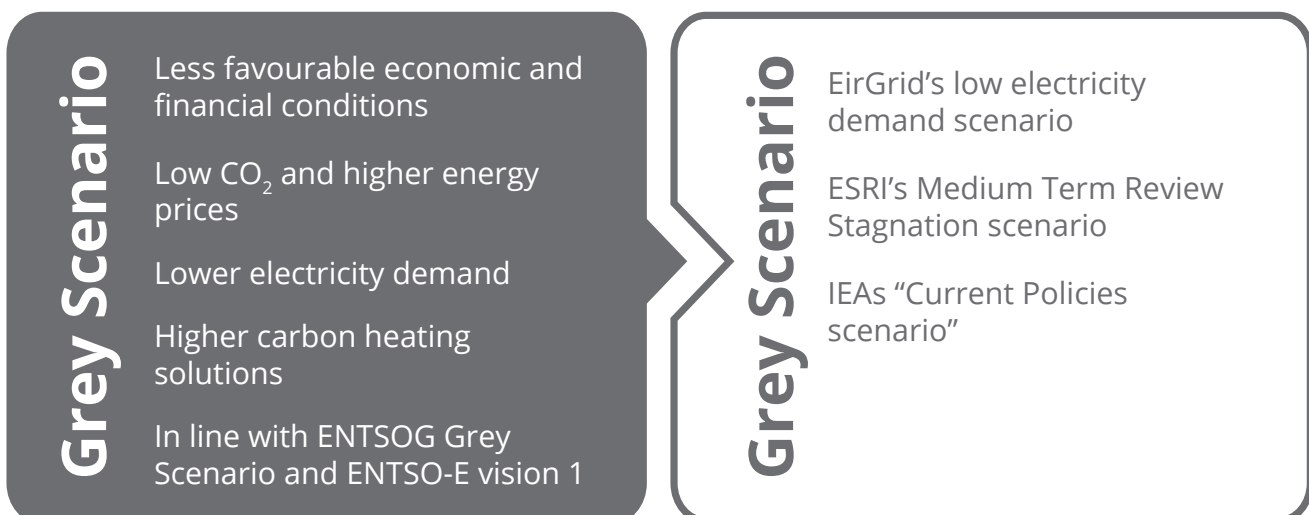 Grey Scenario
Less favourable economic and
financial conditions
Low CO₂ and higher energy
prices
Lower electricity demand
Higher carbon heating
solutions
In line with ENTSOG Grey
Scenario and ENTSO-E vision 1
Grey Scenario
EirGrid’s low electricity
demand scenario
ESRI’s Medium Term Review
Stagnation scenario
IEAs “Current Policies
scenario”